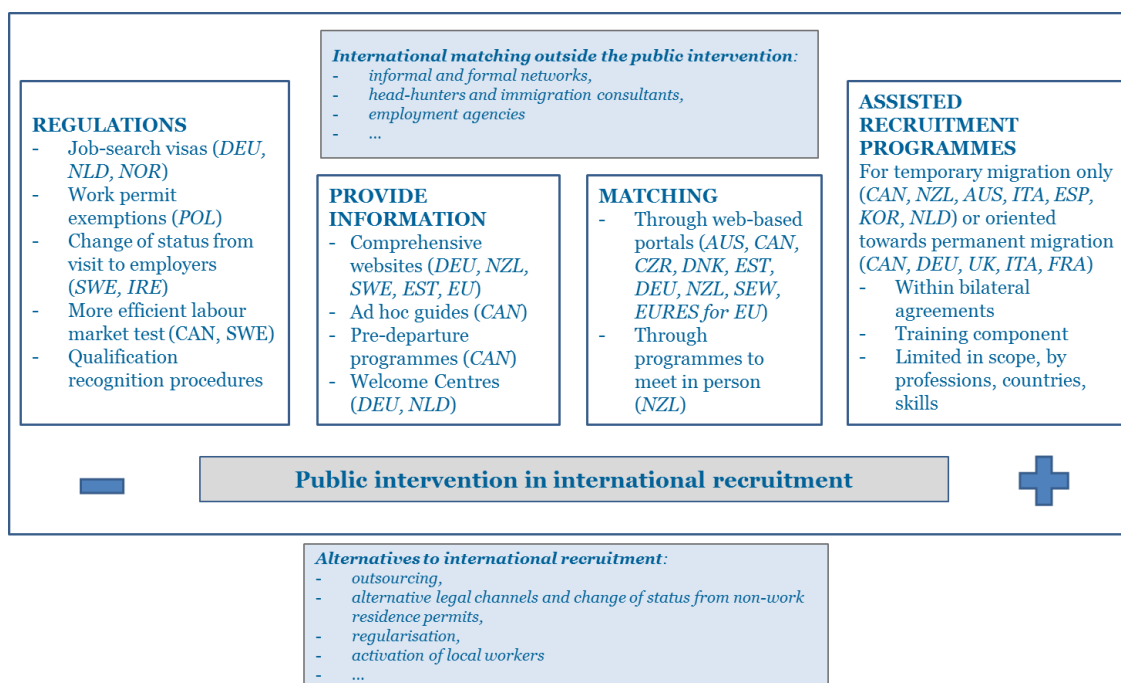 International matching outside the public intervention:
- informal and formal networks,
- head-hunters and immigration consultants,
- employment agencies
- ...
REGULATIONS
- Job-search visas (DEU,
NLD, NOR)
- Work permit
exemptions (POL)
- Change of status from
visit to employers
(SWE, IRE)
- More efficient labour
market test (CAN, SWE)
- Qualification
recognition procedures
PROVIDE
INFORMATION
- Comprehensive
websites (DEU, NZL,
SWE, EST, EU)
- Ad hoc guides (CAN)
- Pre-departure
programmes (CAN)
- Welcome Centres
(DEU, NLD)
MATCHING
- Through web-based
portals (AUS, CAN,
CZR, DNK, EST,
DEU, NZL, SEW,
EURES for EU)
- Through
programmes to
meet in person
(NZL)
ASSISTED
RECRUITMENT
PROGRAMMES
For temporary migration only
(CAN, NZL, AUS, ITA, ESP,
KOR, NLD) or oriented
towards permanent migration
(CAN, DEU, UK, ITA, FRA)
- Within bilateral
agreements
- Training component
- Limited in scope, by
professions, countries,
skills
Public intervention in international recruitment
Alternatives to international recruitment:
- outsourcing,
- alternative legal channels and change of status from non-work
residence permits,
- regularisation,
- activation of local workers
- ...